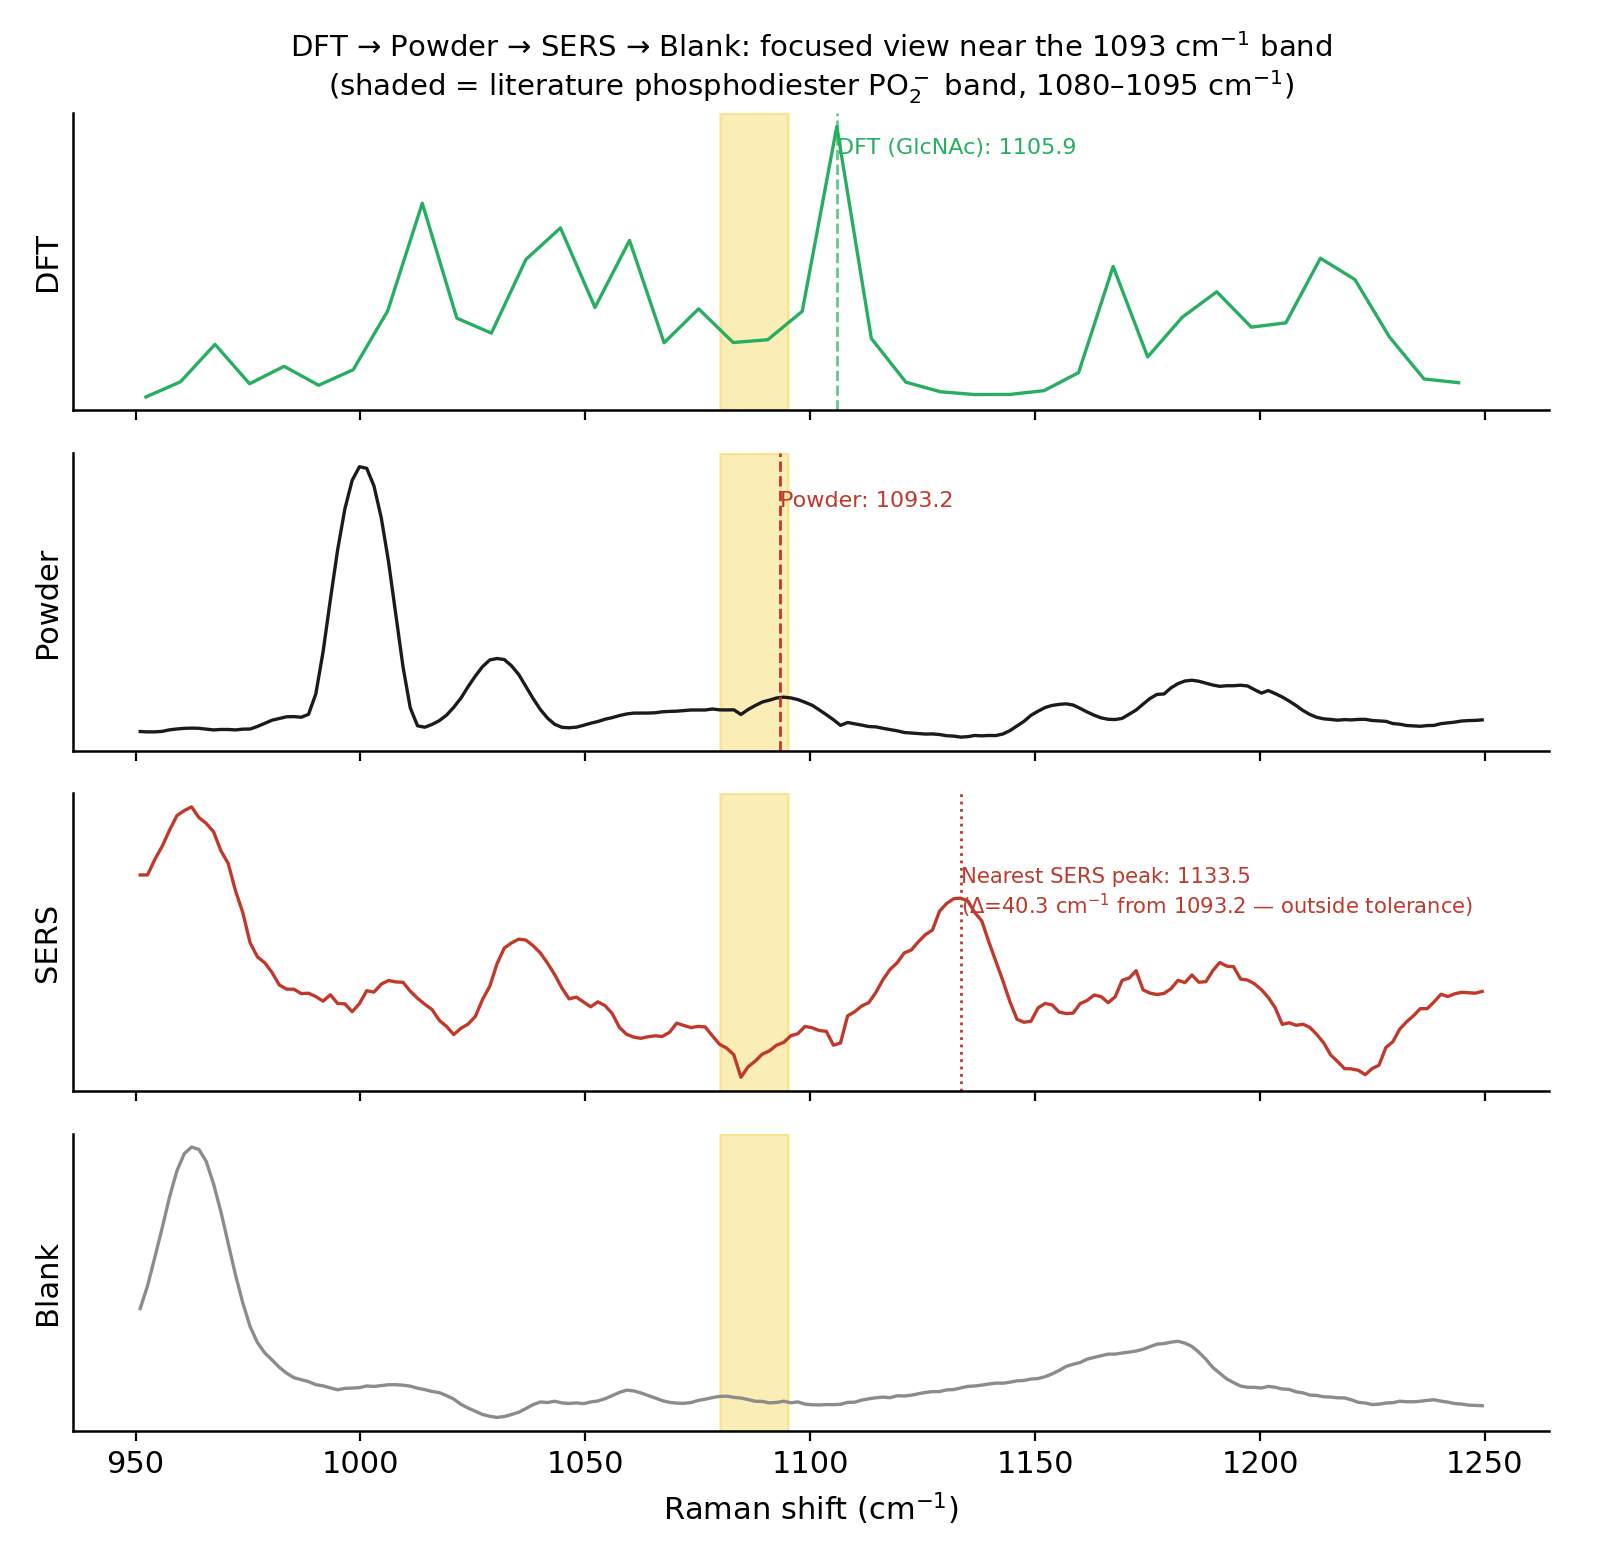 DFT → Powder → SERS → Blank: focused view near the 1093 cm⁻¹ band
(shaded = literature phosphodiester PO₂⁻ band, 1080–1095 cm⁻¹)
DFT
DFT (GlcNAc): 1105.9
Powder
Powder: 1093.2
SERS
Nearest SERS peak: 1133.5
(Δ=40.3 cm⁻¹ from 1093.2 — outside tolerance)
Blank
950 1000 1050 1100 1150 1200 1250
Raman shift (cm⁻¹)